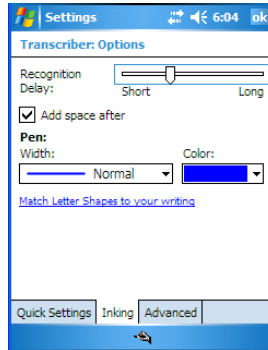 Settings 6:04 ok
Transcriber: Options
Recognition
Delay:
Short Long
Add space after
Pen:
Width: Color:
Normal
Match Letter Shapes to your writing
Quick Settings Inking Advanced